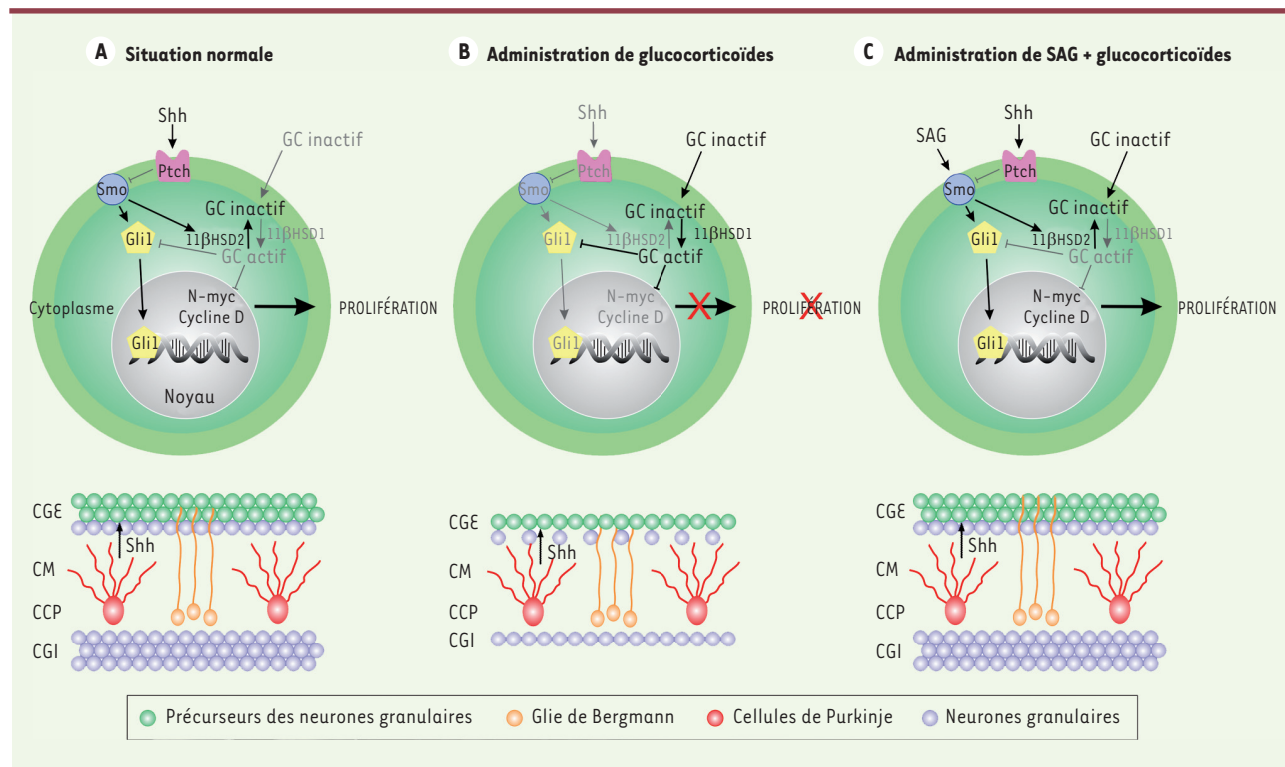 A Situation normale
Shh
GC inactif
Ptch
Smo
GC inactif
Gli1
11βHSD2
11βHSD1
GC actif
Cytoplasme
N-myc
Cycline D
PROLIFÉRATION
Gli1
Noyau
B Administration de glucocorticoïdes
Shh
GC inactif
Ptch
Smo
GC inactif
Gli1
11βHSD2
11βHSD1
GC actif
N-myc
Cycline D
PROLIFÉRATION
Gli1
C Administration de SAG + glucocorticoïdes
Shh
SAG
GC inactif
Ptch
Smo
GC inactif
Gli1
11βHSD2
11βHSD1
GC actif
N-myc
Cycline D
PROLIFÉRATION
Gli1
CGE
Shh
CM
CCP
CGI
CGE
Shh
CM
CCP
CGI
CGE
Shh
CM
CCP
CGI
Précurseurs des neurones granulaires Glie de Bergmann Cellules de Purkinje Neurones granulaires